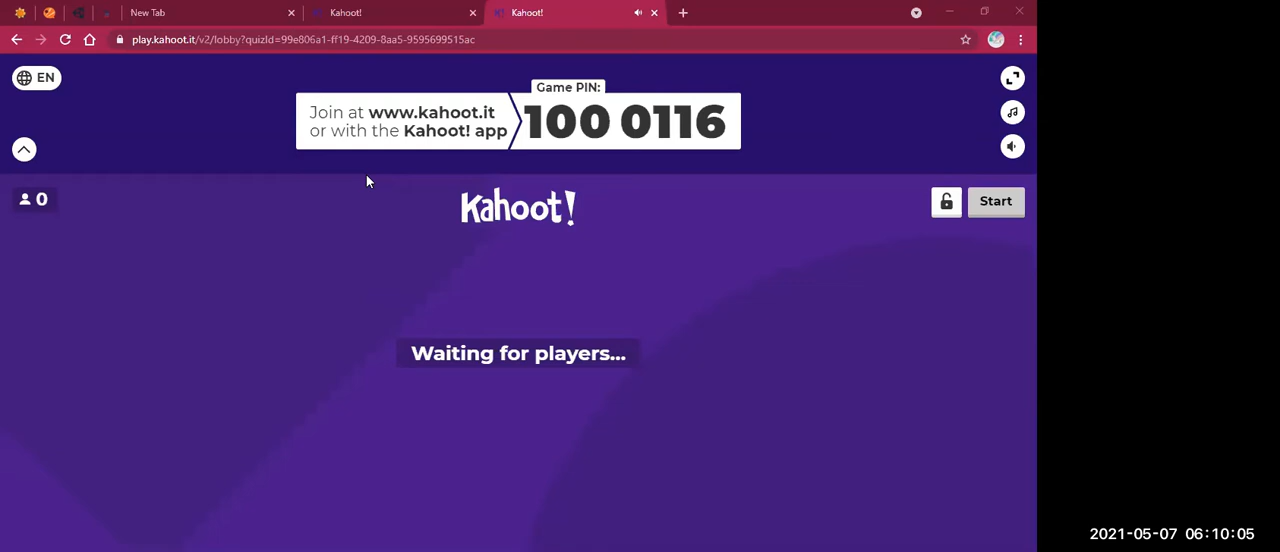 New Tab
Kahoot!
Kahoot!
play.kahoot.it/v2/lobby?quizId=99e806a1-ff19-4209-8aa5-9595699515ac
EN
Game PIN:
Join at www.kahoot.it
or with the Kahoot! app
100 0116
0
Kahoot!
Start
Waiting for players...
2021-05-07 06:10:05